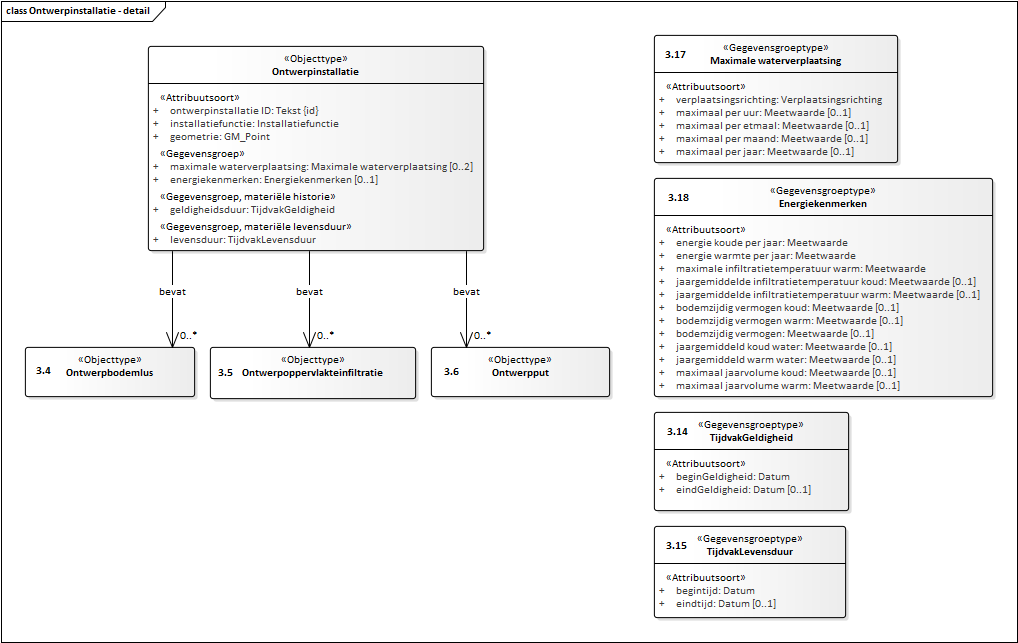 class Ontwerpinstallatie - detail
«Objecttype»
Ontwerpinstallatie
«Attribuutsoort»
+ ontwerpinstallatie ID: Tekst {id}
+ installatiefunctie: Installatiefunctie
+ geometrie: GM_Point
«Gegevensgroep»
+ maximale waterverplaatsing: Maximale waterverplaatsing [0..2]
+ energiekenmerken: Energiekenmerken [0..1]
«Gegevensgroep, materiële historie»
+ geldigheidsduur: TijdvakGeldigheid
«Gegevensgroep, materiële levensduur»
+ levensduur: TijdvakLevensduur
bevat
bevat
bevat
0..*
0..*
0..*
3.4
«Objecttype»
Ontwerpbodemlus
3.5
«Objecttype»
Ontwerpoppervlakteinfiltratie
3.6
«Objecttype»
Ontwerpput
3.17
«Gegevensgroeptype»
Maximale waterverplaatsing
«Attribuutsoort»
+ verplaatsingsrichting: Verplaatsingsrichting
+ maximaal per uur: Meetwaarde [0..1]
+ maximaal per etmaal: Meetwaarde [0..1]
+ maximaal per maand: Meetwaarde [0..1]
+ maximaal per jaar: Meetwaarde [0..1]
3.18
«Gegevensgroeptype»
Energiekenmerken
«Attribuutsoort»
+ energie koude per jaar: Meetwaarde
+ energie warmte per jaar: Meetwaarde
+ maximale infiltratietemperatuur warm: Meetwaarde
+ jaargemiddelde infiltratietemperatuur koud: Meetwaarde [0..1]
+ jaargemiddelde infiltratietemperatuur warm: Meetwaarde [0..1]
+ bodemzijdig vermogen koud: Meetwaarde [0..1]
+ bodemzijdig vermogen warm: Meetwaarde [0..1]
+ bodemzijdig vermogen: Meetwaarde [0..1]
+ jaargemiddeld koud water: Meetwaarde [0..1]
+ jaargemiddeld warm water: Meetwaarde [0..1]
+ maximaal jaarvolume koud: Meetwaarde [0..1]
+ maximaal jaarvolume warm: Meetwaarde [0..1]
3.14
«Gegevensgroeptype»
TijdvakGeldigheid
«Attribuutsoort»
+ beginGeldigheid: Datum
+ eindGeldigheid: Datum [0..1]
3.15
«Gegevensgroeptype»
TijdvakLevensduur
«Attribuutsoort»
+ begintijd: Datum
+ eindtijd: Datum [0..1]